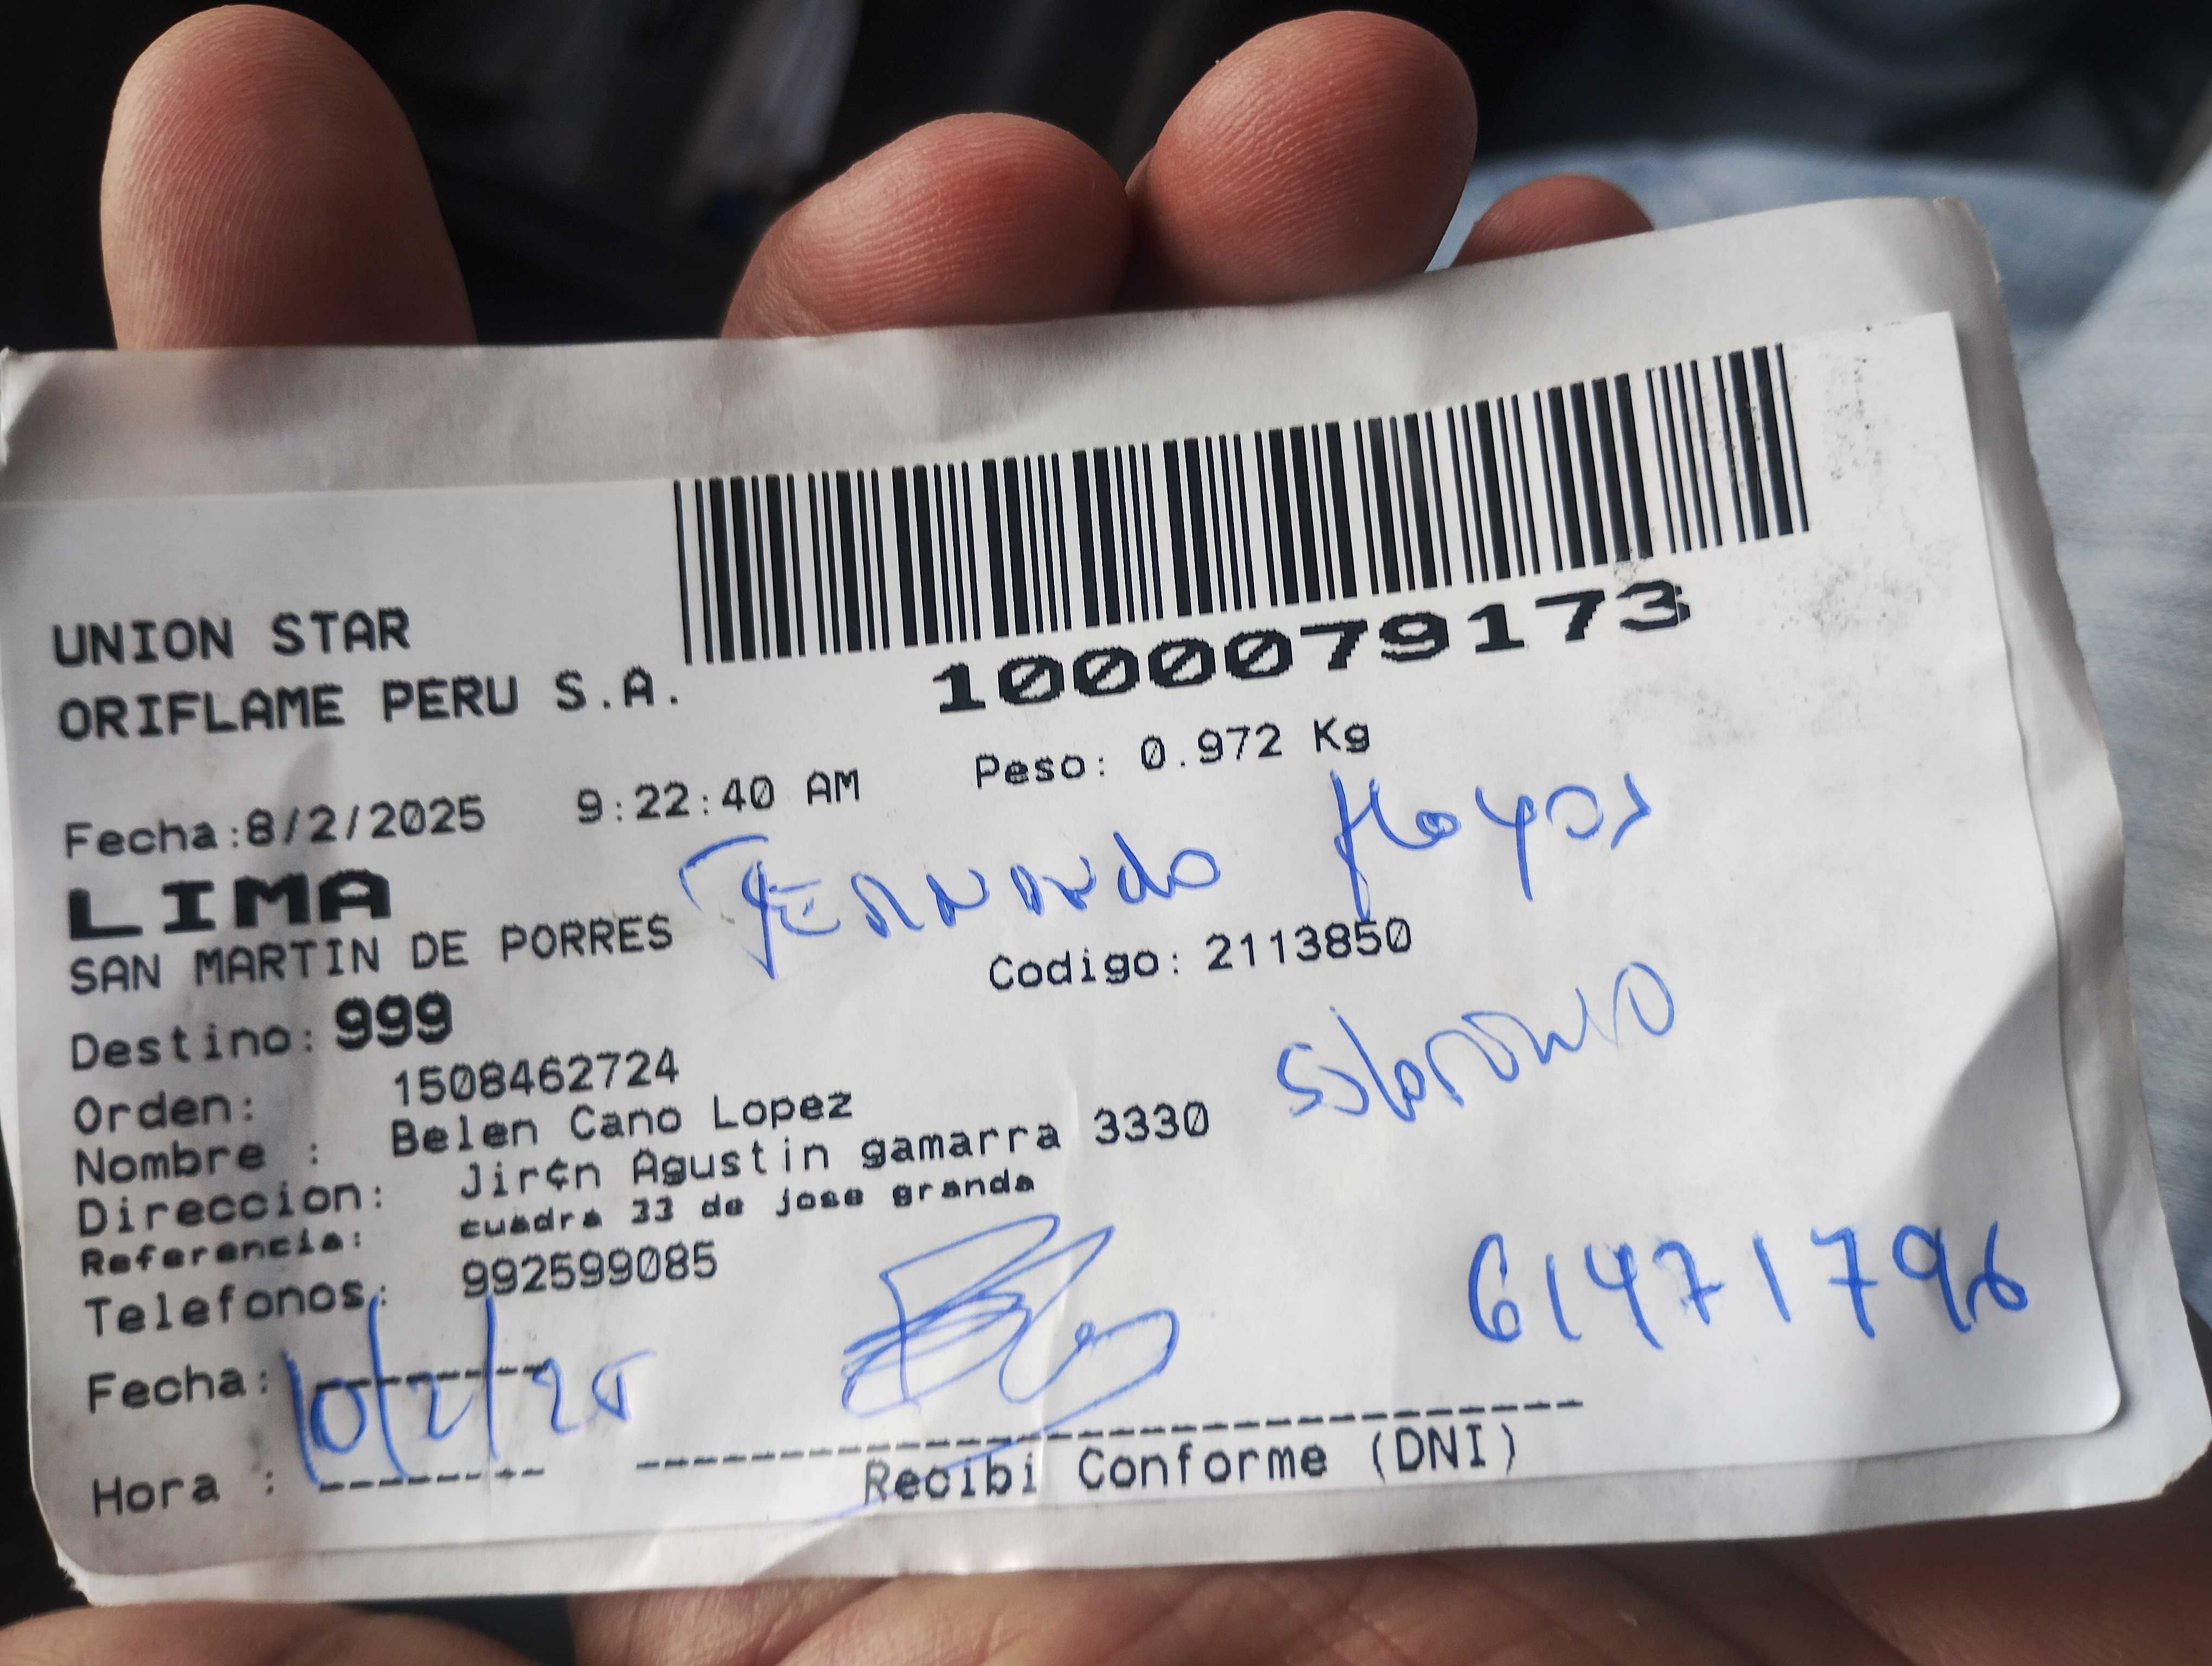 UNION STAR
ORIFLAME PERU S.A.
1000079173
Fecha:8/2/2025 9:22:40 AM Peso: 0.972 Kg
LIMA
SAN MARTIN DE PORRES
FERNANDO Hoyos
Destino: 999 Codigo: 2113850
Orden: 1508462724
Nombre : Belen Cano Lopez
Direccion: Jirón Agustin gamarra 3330
Referencia: cuadra 33 de jose granda
Telefonos: 992599085
Fecha: 10/2/25
61471796
Hora :
Recibi Conforme (DNI)